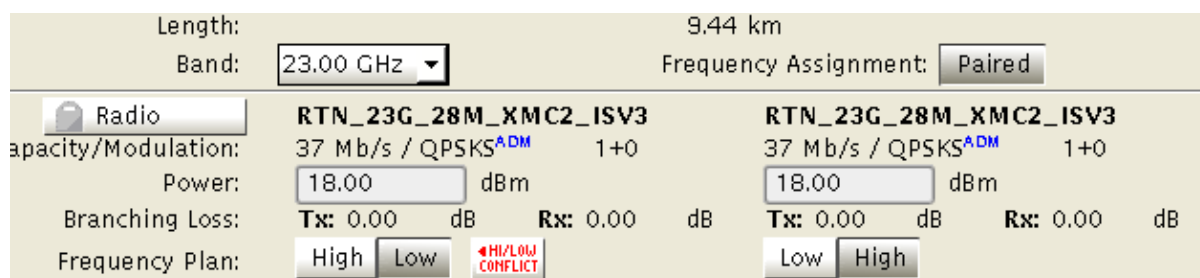 Length: 9.44 km
Band: 23.00 GHz Frequency Assignment: Paired
Radio RTN_23G_28M_XMC2_ISV3 RTN_23G_28M_XMC2_ISV3
apacity/Modulation: 37 Mb/s / QPSKS ADM 1+0 37 Mb/s / QPSKS ADM 1+0
Power: 18.00 dBm 18.00 dBm
Branching Loss: Tx: 0.00 dB Rx: 0.00 dB Tx: 0.00 dB Rx: 0.00 dB
Frequency Plan: High Low HI/LOW CONFLICT Low High